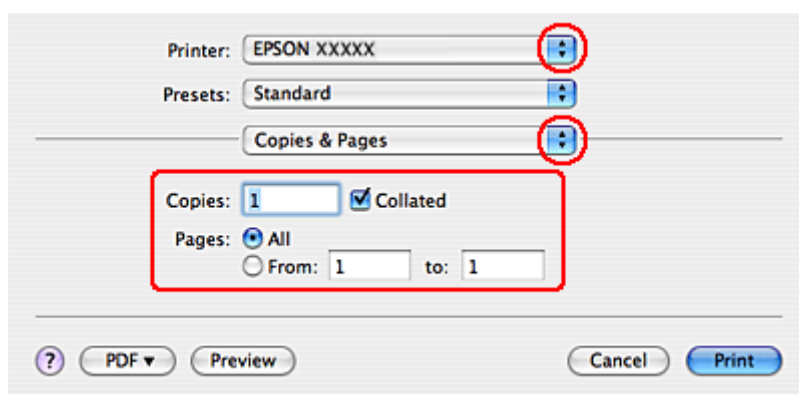 Printer: EPSON XXXXX
Presets: Standard
Copies & Pages
Copies: 1 Collated
Pages: All
From: 1 to: 1
? PDF ▼ Preview Cancel Print